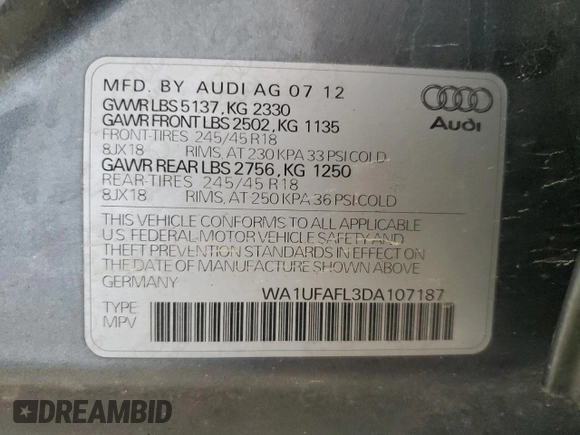 MFD. BY AUDI AG 07 12
GVWR LBS 5137, KG 2330
GAWR FRONT LBS 2502, KG 1135
FRONT-TIRES 245/45 R18
8JX18 RIMS, AT 230 KPA 33 PSI COLD
GAWR REAR LBS 2756, KG 1250
REAR-TIRES 245/45 R18
8JX18 RIMS, AT 250 KPA 36 PSI COLD
THIS VEHICLE CONFORMS TO ALL APPLICABLE
U.S. FEDERAL-MOTOR VEHICLE SAFETY AND
THEFT PREVENTION STANDARDS IN EFFECT ON
THE DATE OF MANUFACTURE SHOWN ABOVE.
GERMANY
WA1UFAFL3DA107187
TYPE
MPV
Audi
DREAMBID